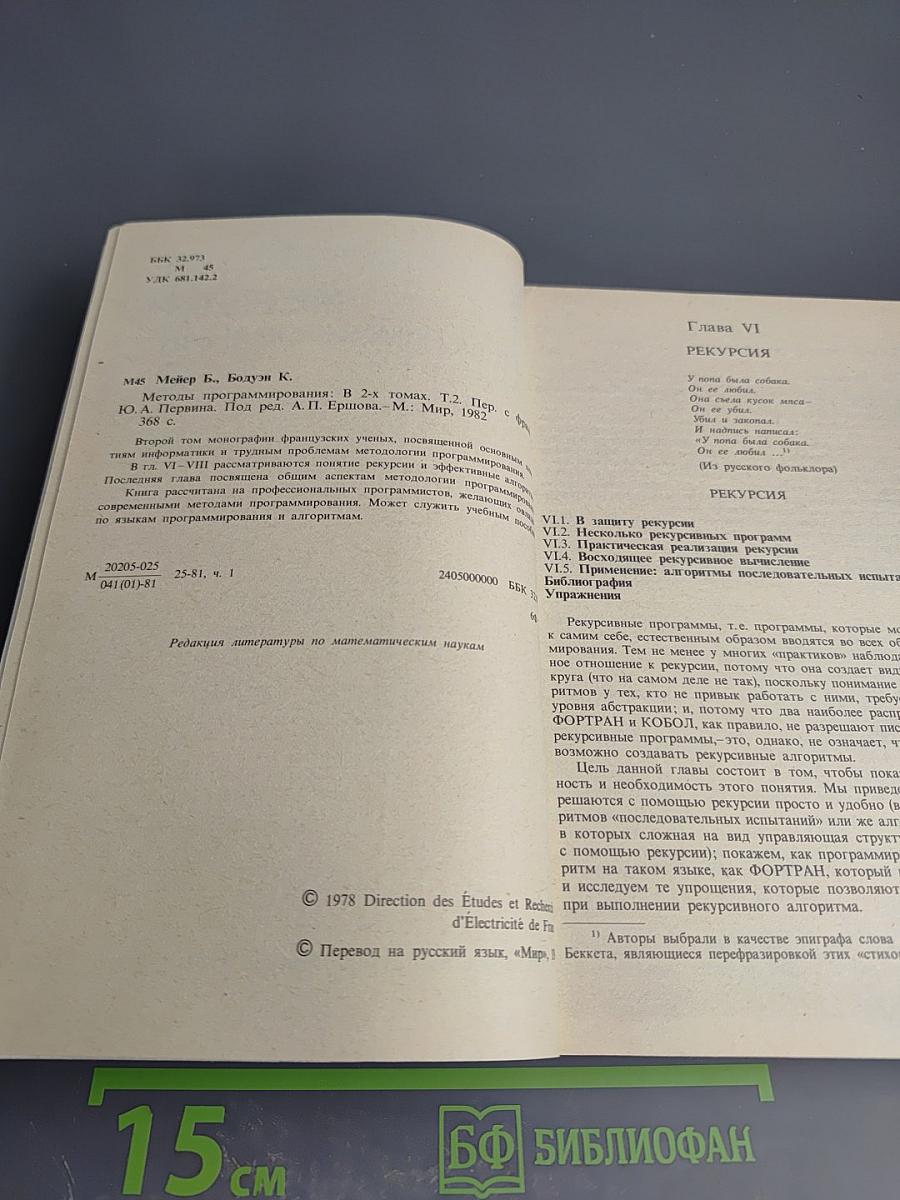 ББК 32.973
М 45
УДК 681.142.2
М45 Мейер Б., Бодуэн К.
Методы программирования: В 2-х томах. Т.2. Пер. с
Ю.А. Первина. Под ред. А.П. Ершова.–М.: Мир, 1982
368 с.
Второй том монографии французских ученых, посвященной основным
тиям информатики и трудным проблемам методологии программирования.
В гл. VI–VIII рассматриваются понятие рекурсии и эффективные
Последняя глава посвящена общим аспектам методологии
Книга рассчитана на профессиональных программистов, желающих
современными методами программирования. Может служить учебным
по языкам программирования и алгоритмам.
М 20205-025
041(01)-81 25-81, ч. 1
2405000000 ББК
Редакция литературы по математическим наукам
© 1978 Direction des Études et
d'Électricité de
© Перевод на русский язык, «Мир»,
Глава VI
РЕКУРСИЯ
У попа была собака.
Он ее любил.
Она съела кусок мяса–
Он ее убил.
Убил и закопал.
И надпись написал:
«У попа была собака.
Он ее любил ...¹⁾
(Из русского фольклора)
РЕКУРСИЯ
VI.1. В защиту рекурсии
VI.2. Несколько рекурсивных программ
VI.3. Практическая реализация рекурсии
VI.4. Восходящее рекурсивное вычисление
VI.5. Применение: алгоритмы последовательных испыта
Библиография
Упражнения
Рекурсивные программы, т.е. программы, которые
к самим себе, естественным образом вводятся во всех
мирования. Тем не менее у многих «практиков»
ное отношение к рекурсии, потому что она создает
круга (что на самом деле не так), поскольку понимание
ритмов у тех, кто не привык работать с ними,
уровня абстракции; и, потому что два наиболее
ФОРТРАН и КОБОЛ, как правило, не разрешают
рекурсивные программы,–это, однако, не означает,
возможно создавать рекурсивные алгоритмы.
Цель данной главы состоит в том, чтобы
ность и необходимость этого понятия. Мы
решаются с помощью рекурсии просто и удобно
ритмов «последовательных испытаний» или же
в которых сложная на вид управляющая
с помощью рекурсии); покажем, как
ритм на таком языке, как ФОРТРАН, который
и исследуем те упрощения, которые позволяют
при выполнении рекурсивного алгоритма.
¹⁾ Авторы выбрали в качестве эпиграфа слова
Беккета, являющиеся перефразировкой этих
15 см
БФ БИБЛИОФАН